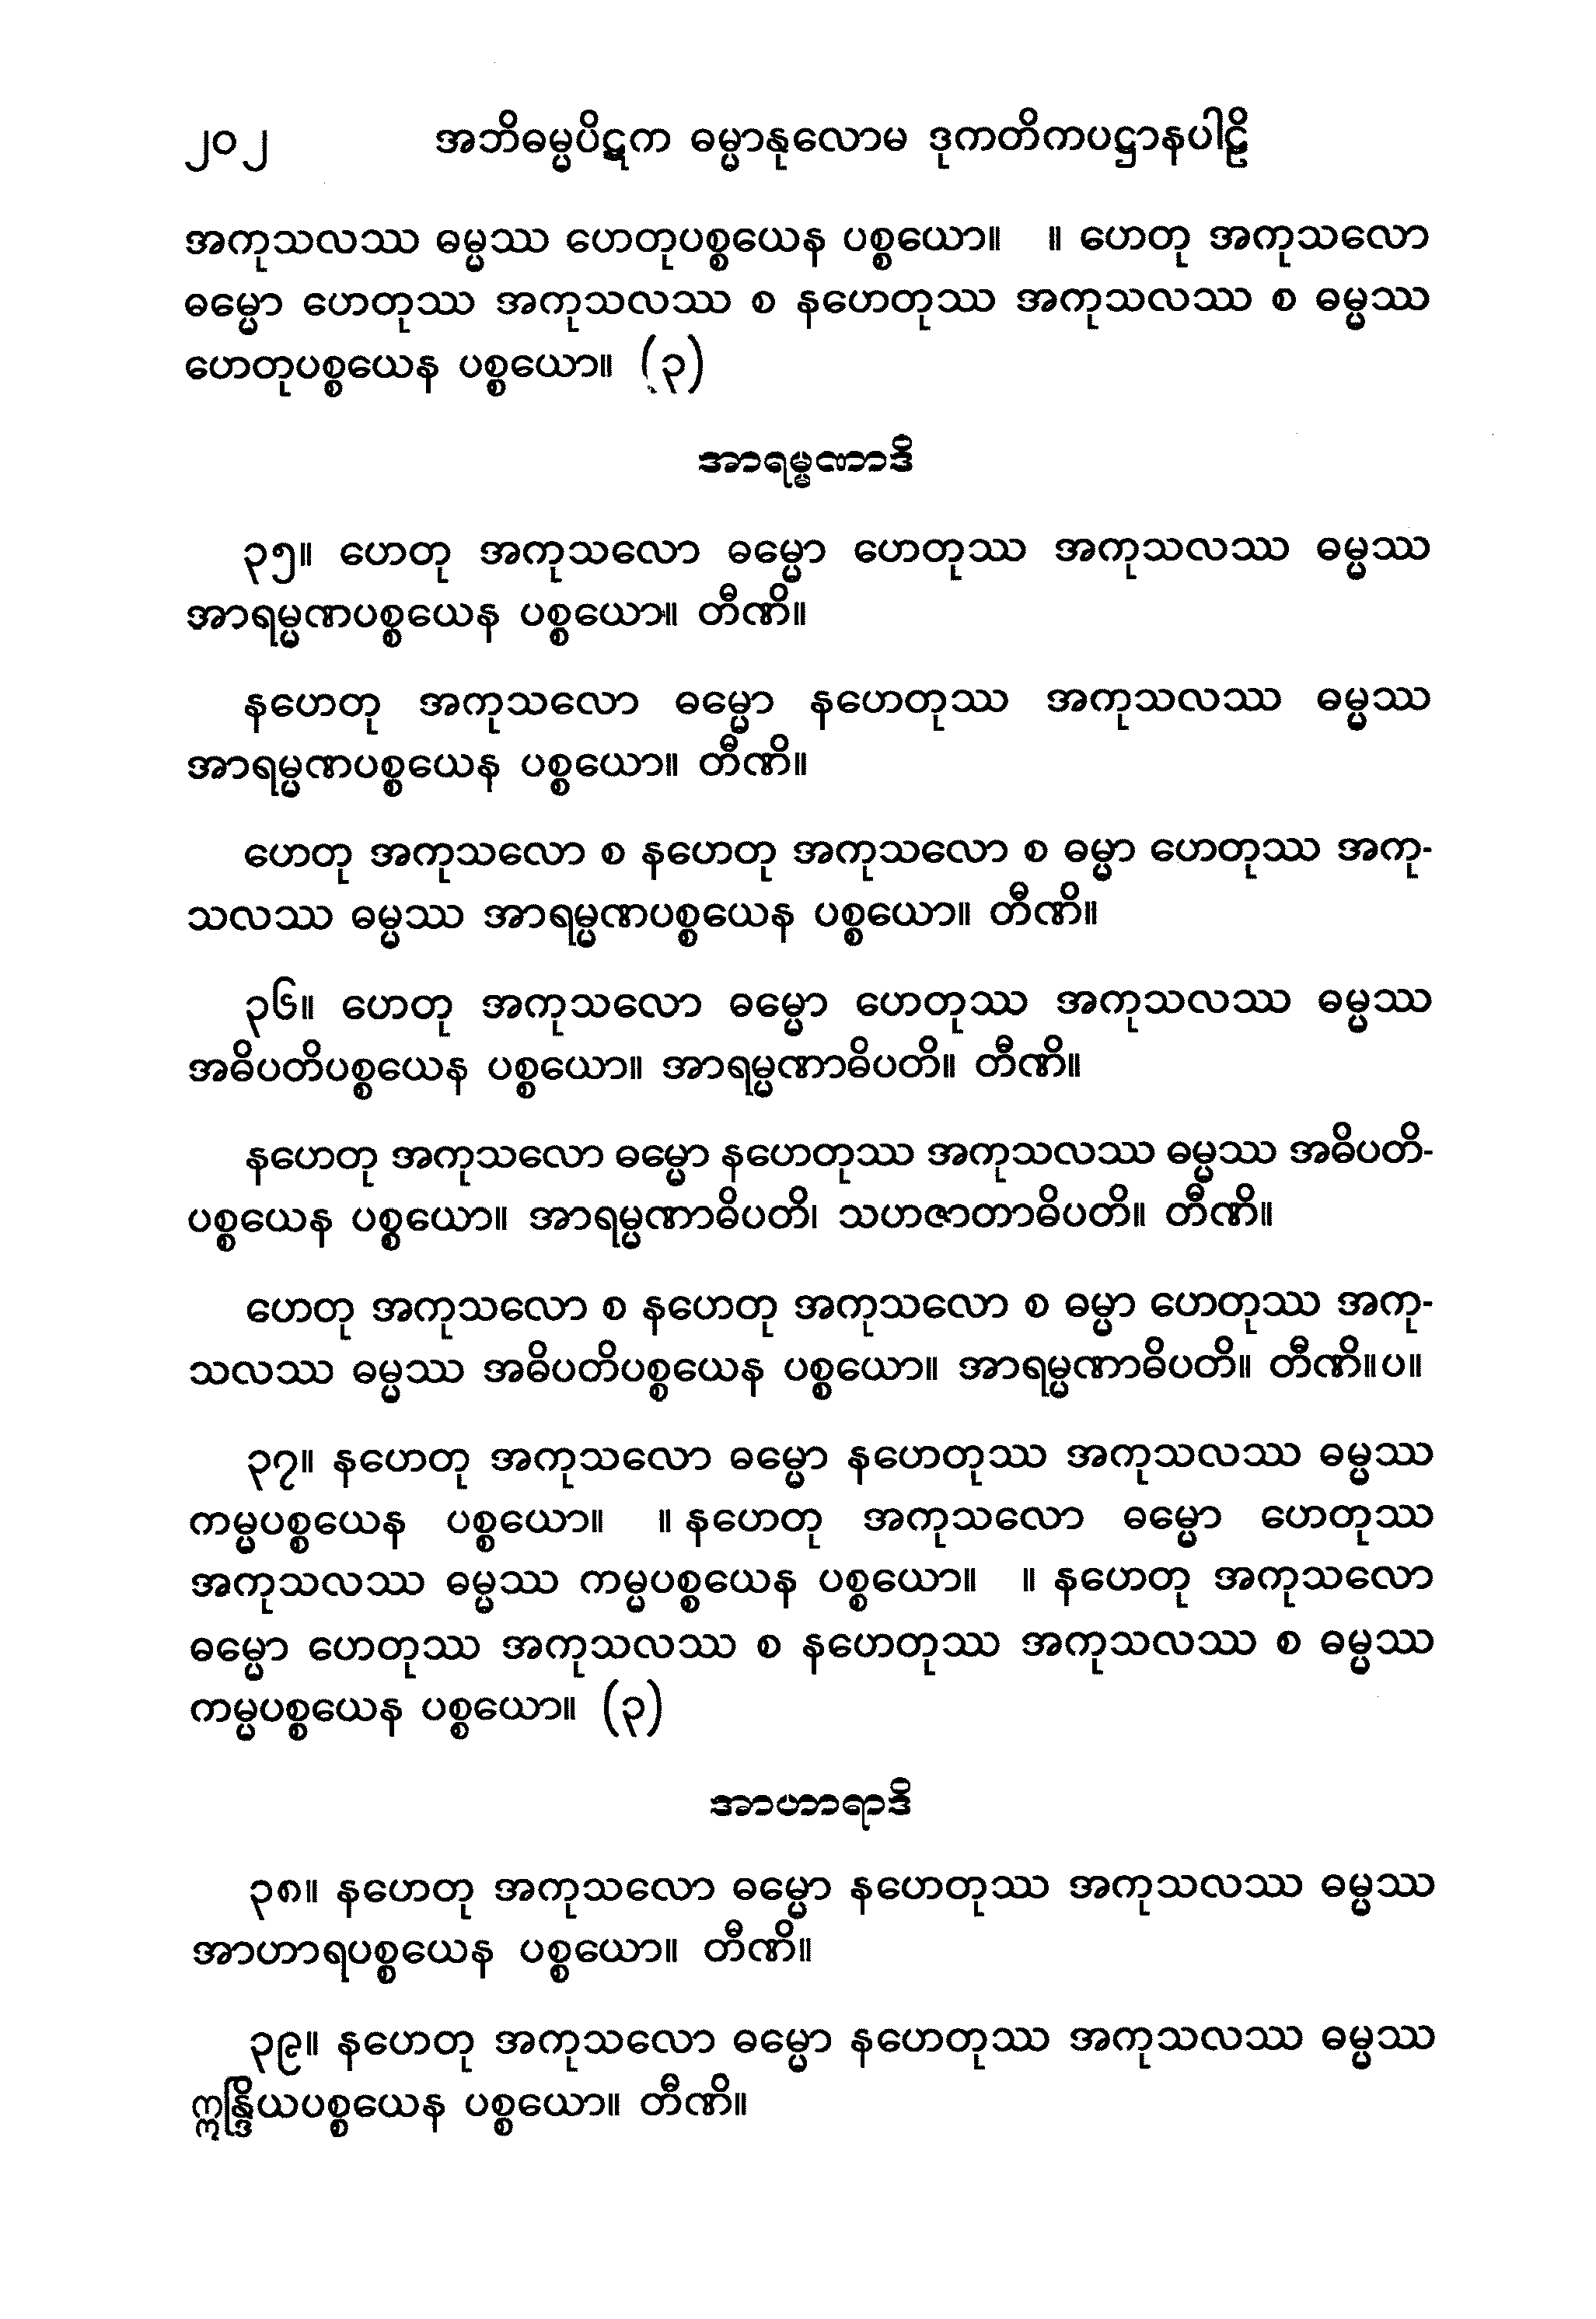 ၂၀၂ အဘိဓမ္မပိဋက ဓမ္မာနုလောမ ဒုကတိကပဋ္ဌာနပါဠိ
အကုသလဿ ဓမ္မဿ ဟေတုပစ္စယေန ပစ္စယော။ ။ ဟေတု အကုသလော
ဓမ္မော ဟေတုဿ အကုသလဿ စ နဟေတုဿ အကုသလဿ စ ဓမ္မဿ
ဟေတုပစ္စယေန ပစ္စယော။ (၃)
အာရမ္မဏာဒိ
၃၅။ ဟေတု အကုသလော ဓမ္မော ဟေတုဿ အကုသလဿ ဓမ္မဿ
အာရမ္မဏပစ္စယေန ပစ္စယော။ တီဏိ။
နဟေတု အကုသလော ဓမ္မော နဟေတုဿ အကုသလဿ ဓမ္မဿ
အာရမ္မဏပစ္စယေန ပစ္စယော။ တီဏိ။
ဟေတု အကုသလော စ နဟေတု အကုသလော စ ဓမ္မာ ဟေတုဿ အကု-
သလဿ ဓမ္မဿ အာရမ္မဏပစ္စယေန ပစ္စယော။ တီဏိ။
၃၆။ ဟေတု အကုသလော ဓမ္မော ဟေတုဿ အကုသလဿ ဓမ္မဿ
အဓိပတိပစ္စယေန ပစ္စယော။ အာရမ္မဏာဓိပတိ။ တီဏိ။
နဟေတု အကုသလော ဓမ္မော နဟေတုဿ အကုသလဿ ဓမ္မဿ အဓိပတိ-
ပစ္စယေန ပစ္စယော။ အာရမ္မဏာဓိပတိ၊ သဟဇာတာဓိပတိ။ တီဏိ။
ဟေတု အကုသလော စ နဟေတု အကုသလော စ ဓမ္မာ ဟေတုဿ အကု-
သလဿ ဓမ္မဿ အဓိပတိပစ္စယေန ပစ္စယော။ အာရမ္မဏာဓိပတိ။ တီဏိ။ပ။
၃၇။ နဟေတု အကုသလော ဓမ္မော နဟေတုဿ အကုသလဿ ဓမ္မဿ
ကမ္မပစ္စယေန ပစ္စယော။ ။ နဟေတု အကုသလော ဓမ္မော ဟေတုဿ
အကုသလဿ ဓမ္မဿ ကမ္မပစ္စယေန ပစ္စယော။ ။ နဟေတု အကုသလော
ဓမ္မော ဟေတုဿ အကုသလဿ စ နဟေတုဿ အကုသလဿ စ ဓမ္မဿ
ကမ္မပစ္စယေန ပစ္စယော။ (၃)
အာဟာရာဒိ
၃၈။ နဟေတု အကုသလော ဓမ္မော နဟေတုဿ အကုသလဿ ဓမ္မဿ
အာဟာရပစ္စယေန ပစ္စယော။ တီဏိ။
၃၉။ နဟေတု အကုသလော ဓမ္မော နဟေတုဿ အကုသလဿ ဓမ္မဿ
ဣန္ဒြိယပစ္စယေန ပစ္စယော။ တီဏိ။